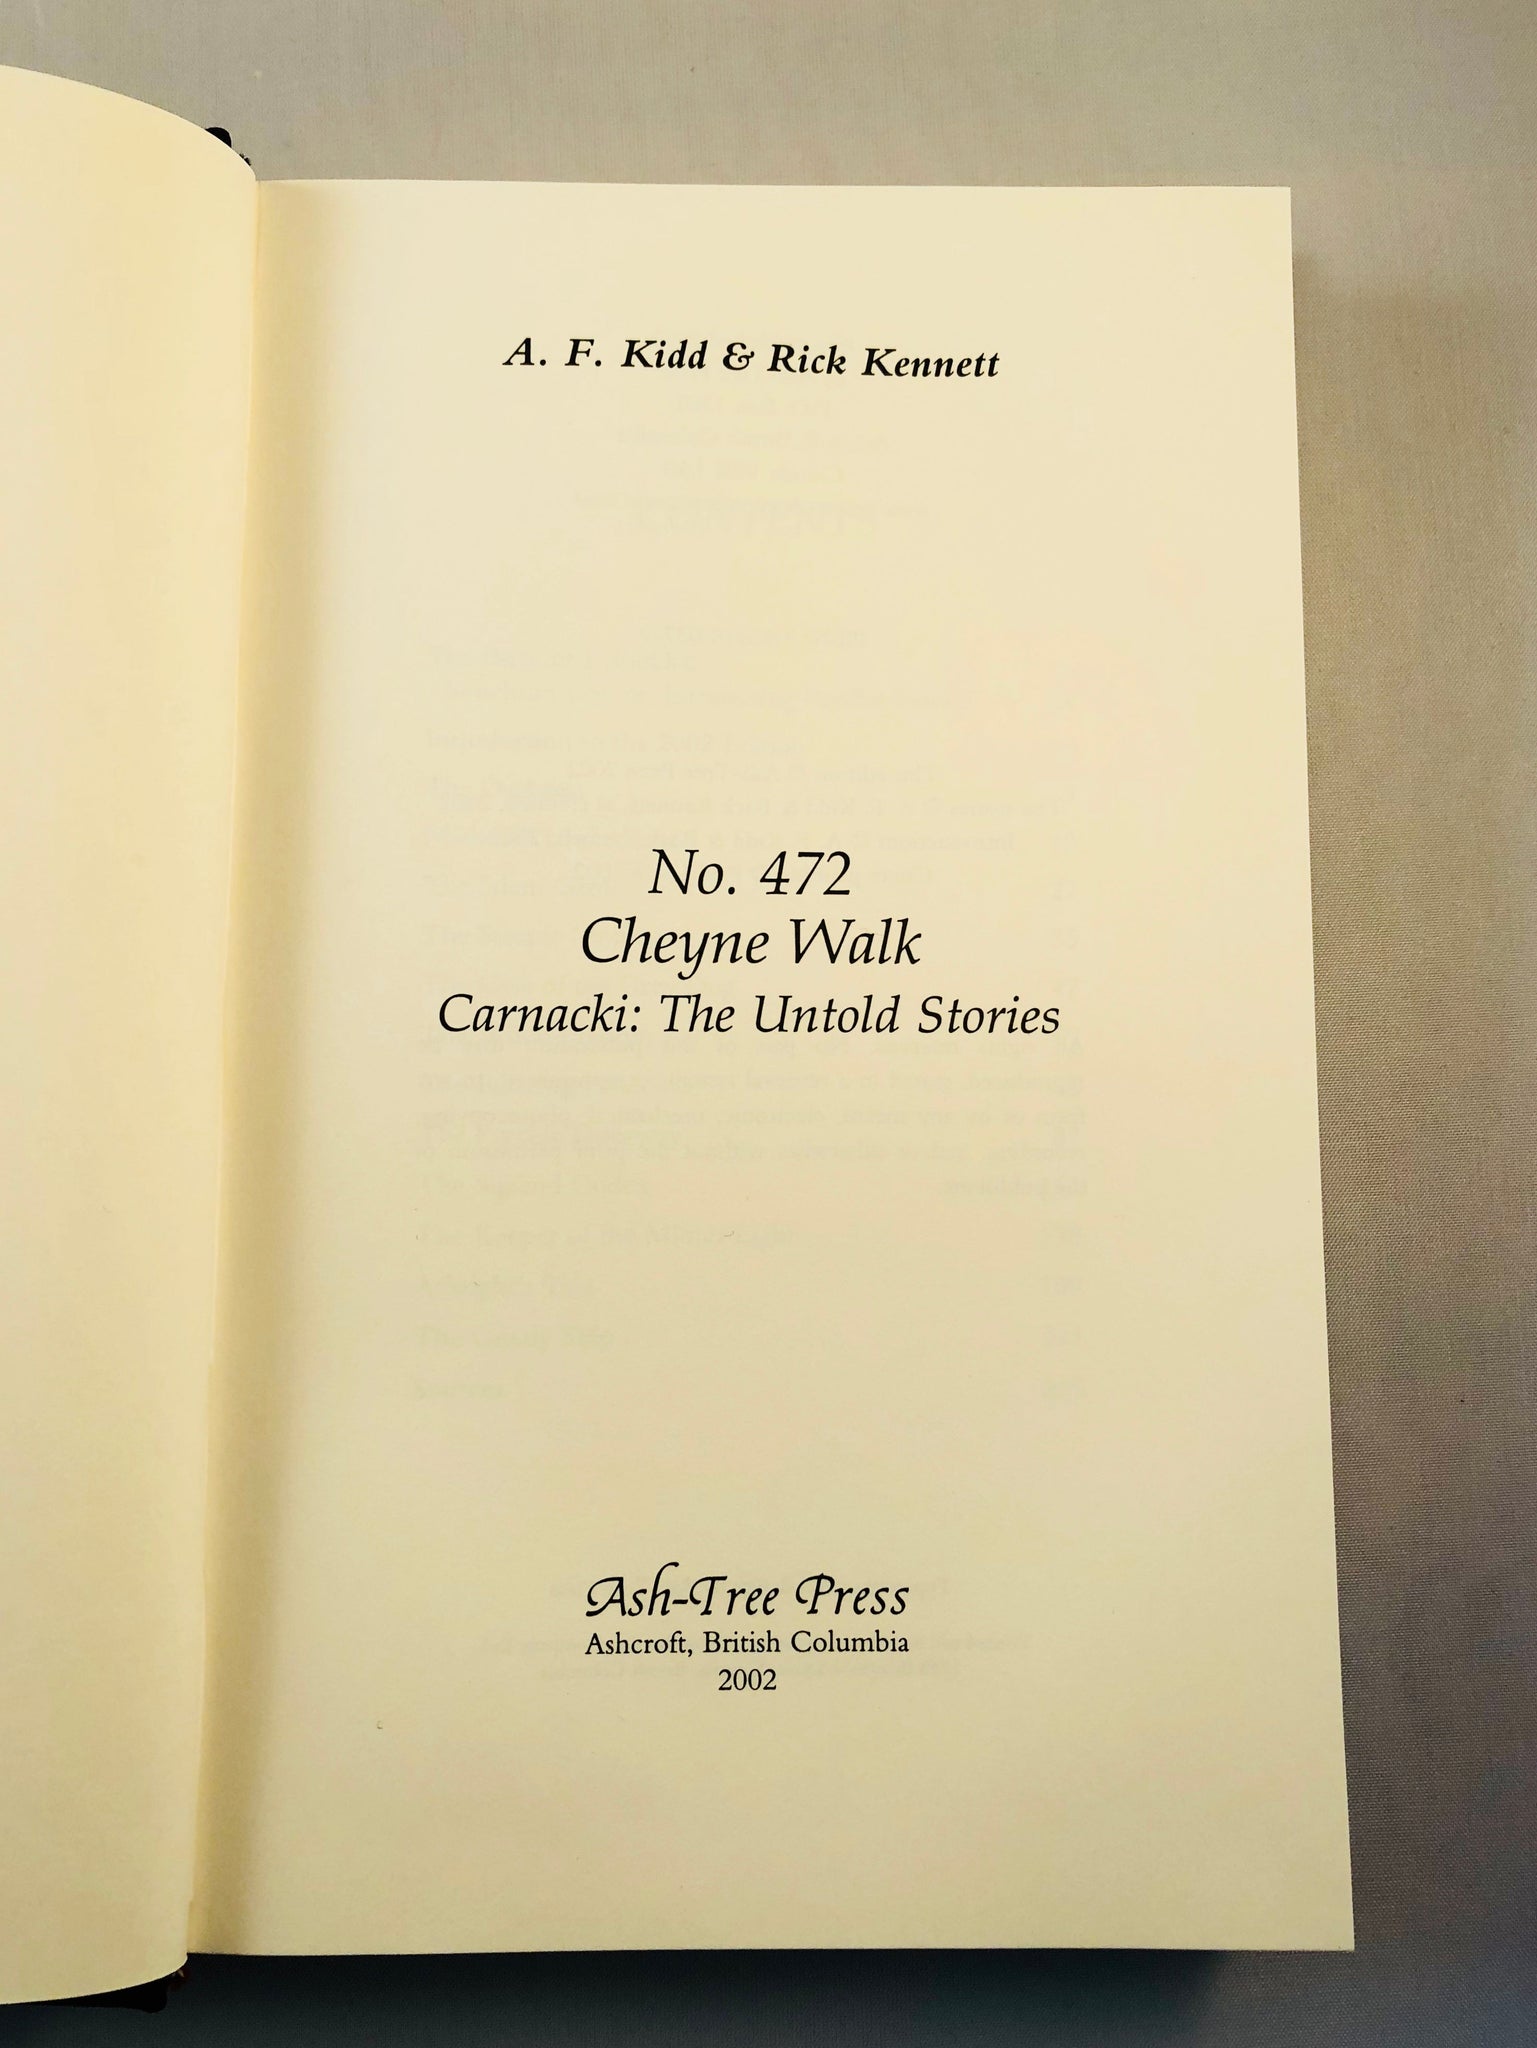 A. F. Kidd & Rick Kennett
No. 472
Cheyne Walk
Carnacki: The Untold Stories
Ash-Tree Press
Ashcroft, British Columbia
2002